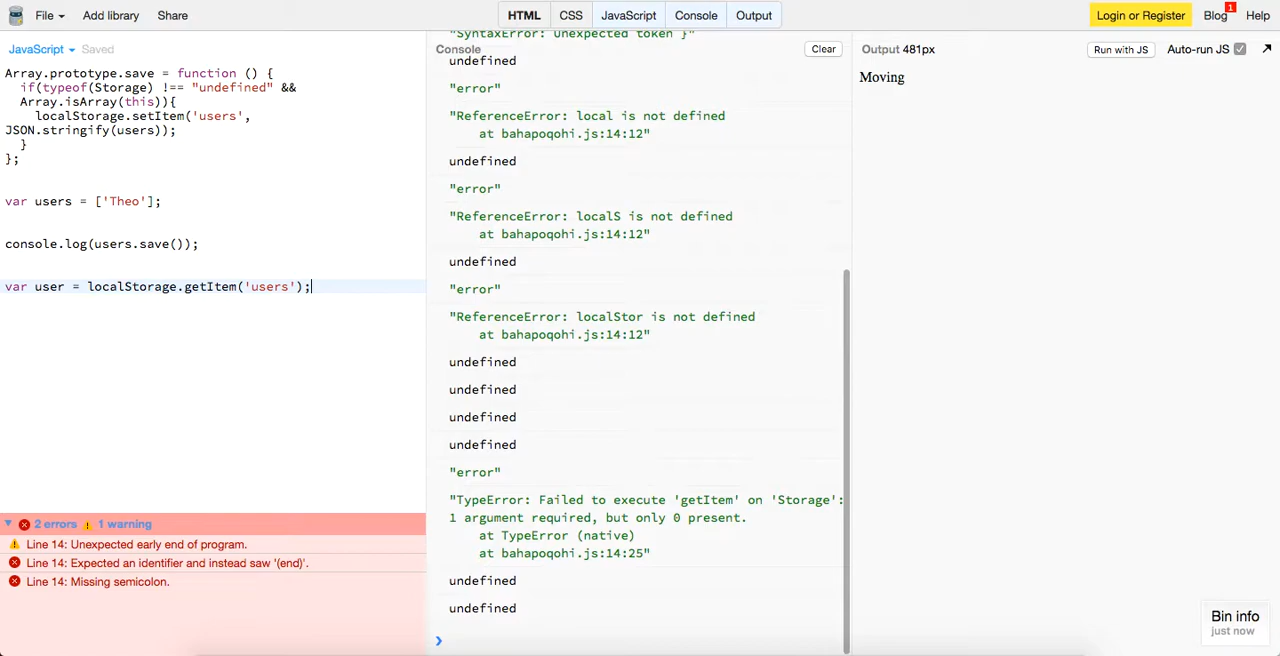 File Add library Share HTML CSS JavaScript Console Output Login or Register Blog 1 Help
JavaScript Saved
Array.prototype.save = function () {
if(typeof(Storage) !== "undefined" &&
Array.isArray(this)){
localStorage.setItem('users',
JSON.stringify(users));
}
};
var users = ['Theo'];
console.log(users.save());
var user = localStorage.getItem('users');
2 errors 1 warning
Line 14: Unexpected early end of program.
Line 14: Expected an identifier and instead saw '(end)'.
Line 14: Missing semicolon.
"SyntaxError: Unexpected token }"
Console Clear
undefined
"error"
"ReferenceError: local is not defined
at bahapoqohi.js:14:12"
undefined
"error"
"ReferenceError: localS is not defined
at bahapoqohi.js:14:12"
undefined
"error"
"ReferenceError: localStor is not defined
at bahapoqohi.js:14:12"
undefined
undefined
undefined
undefined
"error"
"TypeError: Failed to execute 'getItem' on 'Storage':
1 argument required, but only 0 present.
at TypeError (native)
at bahapoqohi.js:14:25"
undefined
undefined
Output 481px Run with JS Auto-run JS
Moving
Bin info
just now